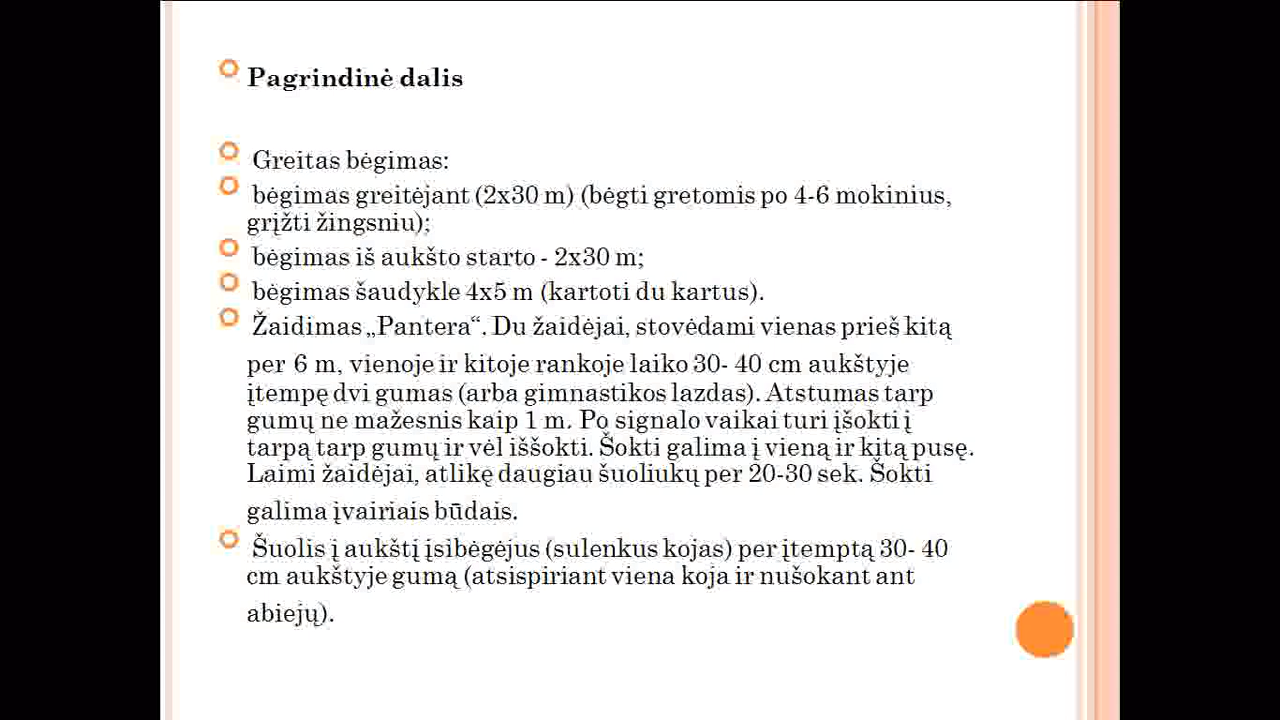 Pagrindinė dalis
Greitas bėgimas:
bėgimas greitėjant (2x30 m) (bėgti gretomis po 4-6 mokinius,
grįžti žingsniu);
bėgimas iš aukšto starto - 2x30 m;
bėgimas šaudykle 4x5 m (kartoti du kartus).
Žaidimas „Pantera“. Du žaidėjai, stovėdami vienas prieš kitą
per 6 m, vienoje ir kitoje rankoje laiko 30- 40 cm aukštyje
įtempę dvi gumas (arba gimnastikos lazdas). Atstumas tarp
gumų ne mažesnis kaip 1 m. Po signalo vaikai turi įšokti į
tarpą tarp gumų ir vėl iššokti. Šokti galima į vieną ir kitą pusę.
Laimi žaidėjai, atlikę daugiau šuoliukų per 20-30 sek. Šokti
galima įvairiais būdais.
Šuolis į aukštį įsibėgėjus (sulenkus kojas) per įtemptą 30- 40
cm aukštyje gumą (atsispiriant viena koja ir nušokant ant
abiejų).